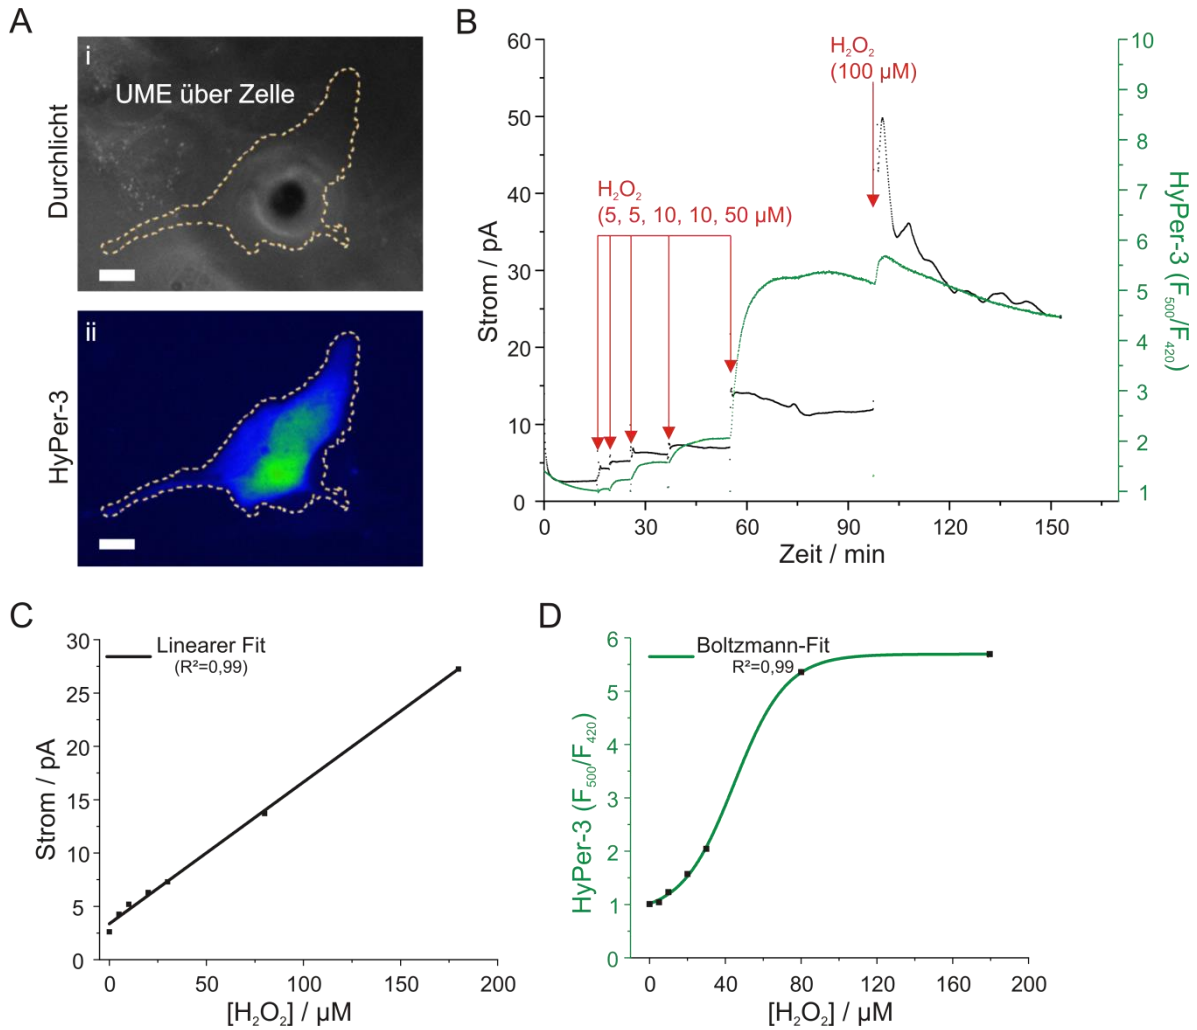 A
i
UME über Zelle
Durchlicht
ii
HyPer-3
B
60
50
40
30
20
10
0
Strom / pA
0
30
60
90
120
150
Zeit / min
10
9
8
7
6
5
4
3
2
1
HyPer-3 (F₅₀₀/F₄₂₀)
H₂O₂
(5, 5, 10, 10, 50 µM)
H₂O₂
(100 µM)
C
30
25
20
15
10
5
0
Strom / pA
Linearer Fit
(R²=0,99)
0
50
100
150
200
[H₂O₂] / µM
D
6
5
4
3
2
1
0
HyPer-3 (F₅₀₀/F₄₂₀)
Boltzmann-Fit
R²=0,99
0
40
80
120
160
200
[H₂O₂] / µM